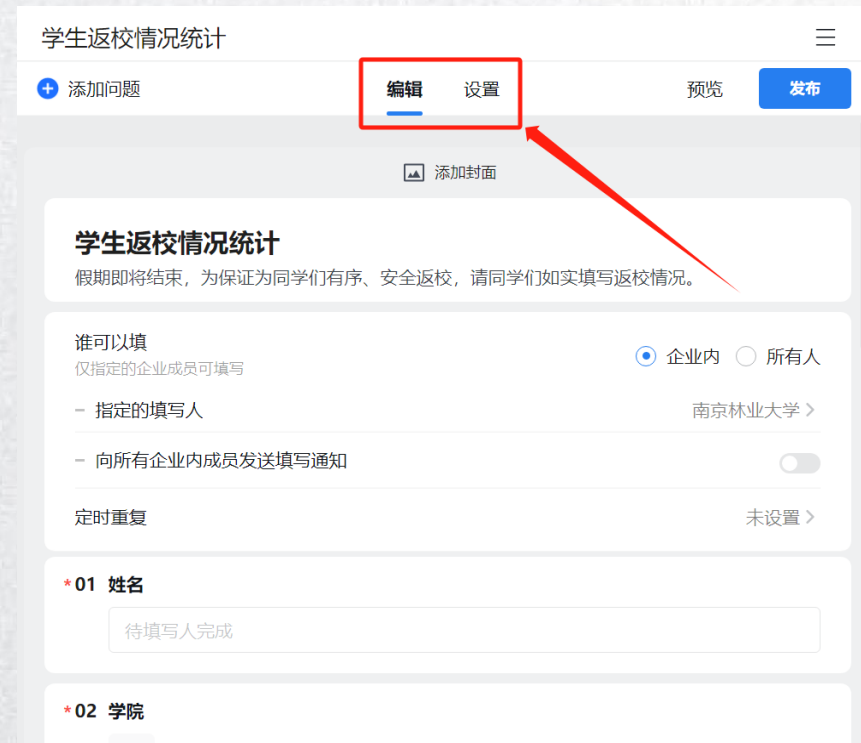 学生返校情况统计
添加问题 编辑 设置 预览 发布
添加封面
学生返校情况统计
假期即将结束，为保证为同学们有序、安全返校，请同学们如实填写返校情况。
谁可以填
仅指定的企业成员可填写
企业内 所有人
- 指定的填写人 南京林业大学 >
- 向所有企业内成员发送填写通知
定时重复 未设置 >
*01 姓名
待填写人完成
*02 学院